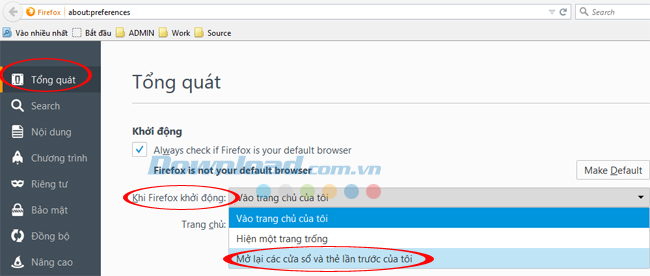 Firefox about:preferences Search
Vào nhiều nhất Bắt đầu ADMIN Work Source
Tổng quát
Search
Nội dung
Chương trình
Riêng tư
Bảo mật
Đồng bộ
Nâng cao
Tổng quát
Khởi động
Always check if Firefox is your default browser
Firefox is not your default browser Make Default
Download.com.vn
Khi Firefox khởi động: Vào trang chủ của tôi
Vào trang chủ của tôi
Trang chủ:
Hiện một trang trống
Mở lại các cửa sổ và thẻ lần trước của tôi